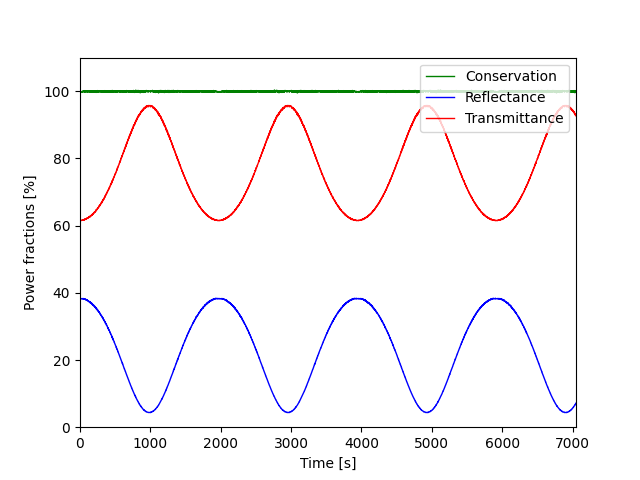 100
80
60
40
20
0
Power fractions [%]
Conservation
Reflectance
Transmittance
0 1000 2000 3000 4000 5000 6000 7000
Time [s]